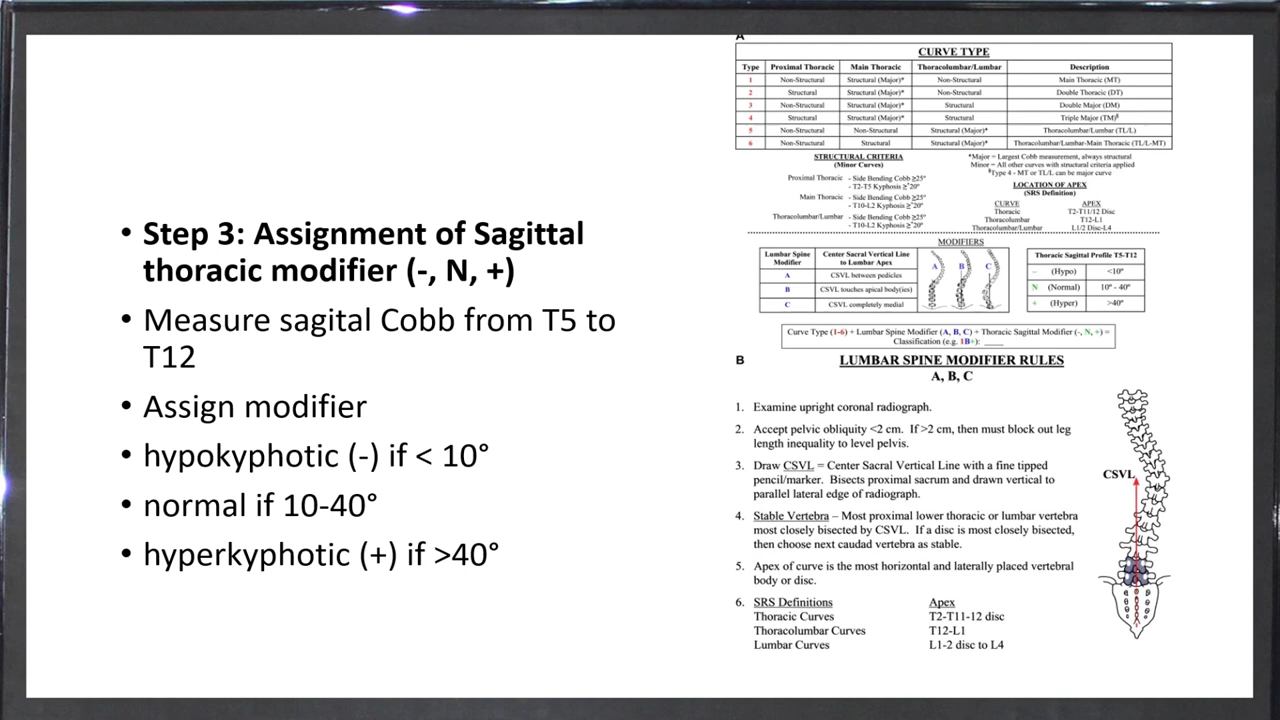 • Step 3: Assignment of Sagittal
thoracic modifier (-, N, +)
• Measure sagital Cobb from T5 to
T12
• Assign modifier
• hypokyphotic (-) if < 10°
• normal if 10-40°
• hyperkyphotic (+) if >40°
A
CURVE TYPE
Type Proximal Thoracic Main Thoracic Thoracolumbar/Lumbar Description
1 Non-Structural Structural (Major)* Non-Structural Main Thoracic (MT)
2 Structural Structural (Major)* Non-Structural Double Thoracic (DT)
3 Non-Structural Structural (Major)* Structural Double Major (DM)
4 Structural Structural (Major)* Structural Triple Major (TM)§
5 Non-Structural Non-Structural Structural (Major)* Thoracolumbar/Lumbar (TL/L)
6 Non-Structural Structural Structural (Major)* Thoracolumbar/Lumbar-Main Thoracic (TL/L-MT)
STRUCTURAL CRITERIA
(Minor Curves)
Proximal Thoracic - Side Bending Cobb ≥25°
- T2-T5 Kyphosis ≥+20°
Main Thoracic - Side Bending Cobb ≥25°
- T10-L2 Kyphosis ≥+20°
Thoracolumbar/Lumbar - Side Bending Cobb ≥25°
- T10-L2 Kyphosis ≥+20°
*Major = Largest Cobb measurement, always structural
Minor = All other curves with structural criteria applied
§Type 4 - MT or TL/L can be major curve
LOCATION OF APEX
(SRS Definition)
CURVE APEX
Thoracic T2-T11/12 Disc
Thoracolumbar T12-L1
Thoracolumbar/Lumbar L1/2 Disc-L4
MODIFIERS
Lumbar Spine
Modifier
Center Sacral Vertical Line
to Lumbar Apex
A CSVL between pedicles
B CSVL touches apical body(ies)
C CSVL completely medial
A B C
Thoracic Sagittal Profile T5-T12
– (Hypo) <10°
N (Normal) 10° - 40°
+ (Hyper) >40°
Curve Type (1-6) + Lumbar Spine Modifier (A, B, C) + Thoracic Sagittal Modifier (-, N, +) =
Classification (e.g. 1B+): ____
B
LUMBAR SPINE MODIFIER RULES
A, B, C
1. Examine upright coronal radiograph.
2. Accept pelvic obliquity <2 cm. If >2 cm, then must block out leg
length inequality to level pelvis.
3. Draw CSVL = Center Sacral Vertical Line with a fine tipped
pencil/marker. Bisects proximal sacrum and drawn vertical to
parallel lateral edge of radiograph.
4. Stable Vertebra – Most proximal lower thoracic or lumbar vertebra
most closely bisected by CSVL. If a disc is most closely bisected,
then choose next caudad vertebra as stable.
5. Apex of curve is the most horizontal and laterally placed vertebral
body or disc.
6. SRS Definitions Apex
Thoracic Curves T2-T11-12 disc
Thoracolumbar Curves T12-L1
Lumbar Curves L1-2 disc to L4
CSVL